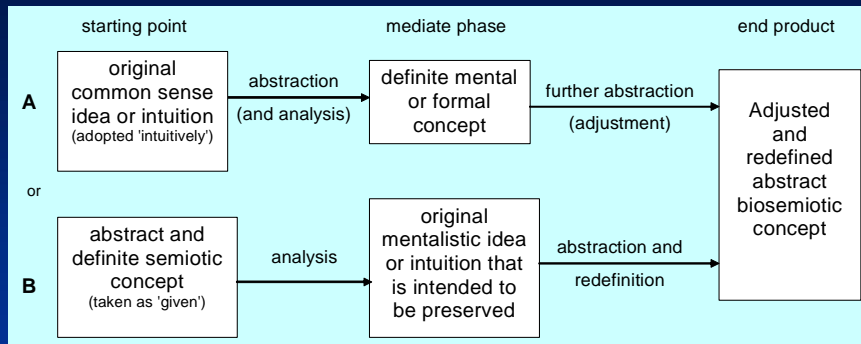 starting point
mediate phase
end product
A
original
common sense
idea or intuition
(adopted 'intuitively')
abstraction
(and analysis)
definite mental
or formal
concept
further abstraction
(adjustment)
Adjusted
and
redefined
abstract
biosemiotic
concept
or
B
abstract and
definite semiotic
concept
(taken as 'given')
analysis
original
mentalistic idea
or intuition that
is intended to
be preserved
abstraction and
redefinition